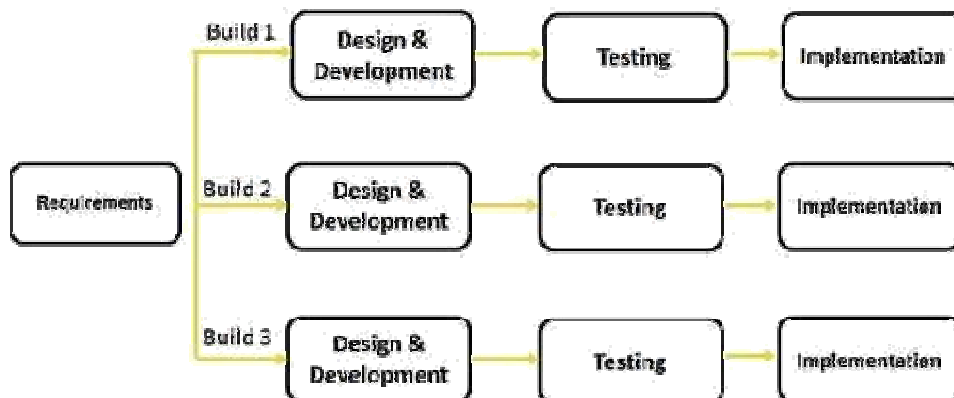 Build 1
Design &
Development
Testing
Implementation
Requirements
Build 2
Design &
Development
Testing
Implementation
Build 3
Design &
Development
Testing
Implementation